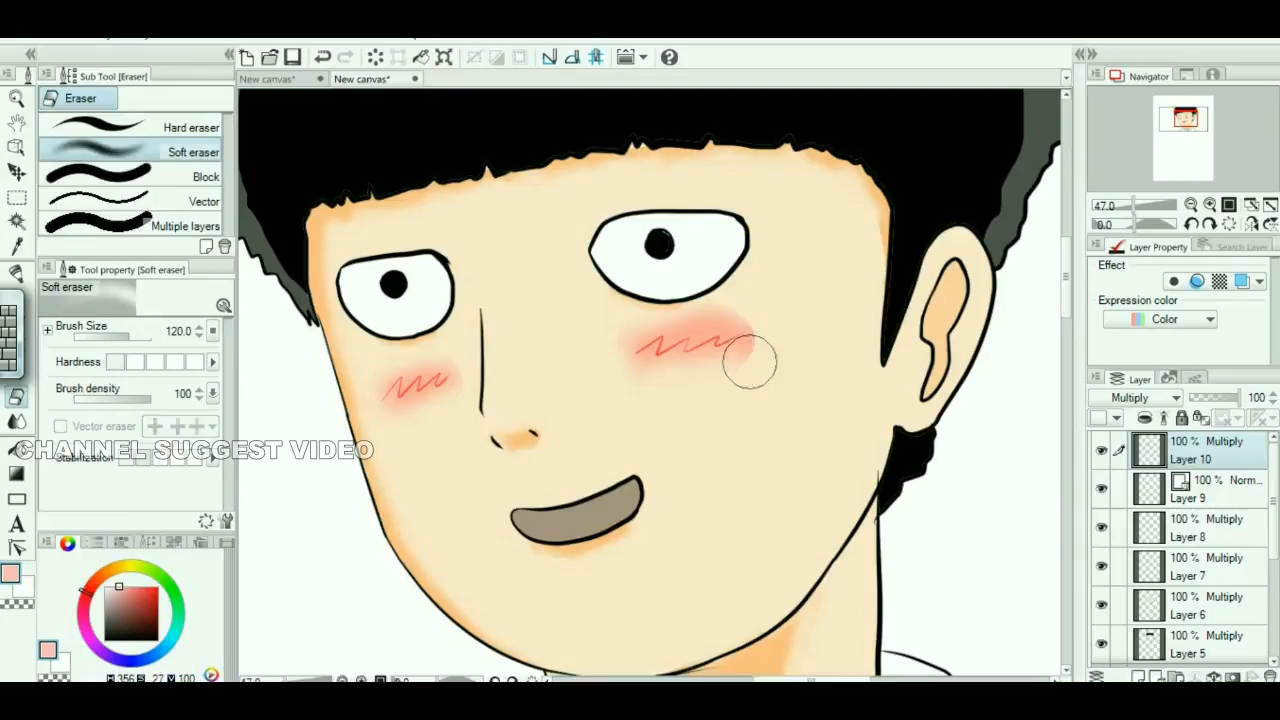 Sub Tool [Eraser]
Eraser
Hard eraser
Soft eraser
Block
Vector
Multiple layers
Tool property [Soft eraser]
Soft eraser
Brush Size
120.0
Hardness
Brush density
100
Vector eraser
CHANNEL SUGGEST VIDEO
New canvas*
New canvas*
Navigator
47.0
0.0
Layer Property
Search Layer
Effect
Expression color
Color
Layer
Multiply
100
100 % Multiply
Layer 10
100 % Norm...
Layer 9
100 % Multiply
Layer 8
100 % Multiply
Layer 7
100 % Multiply
Layer 6
100 % Multiply
Layer 5